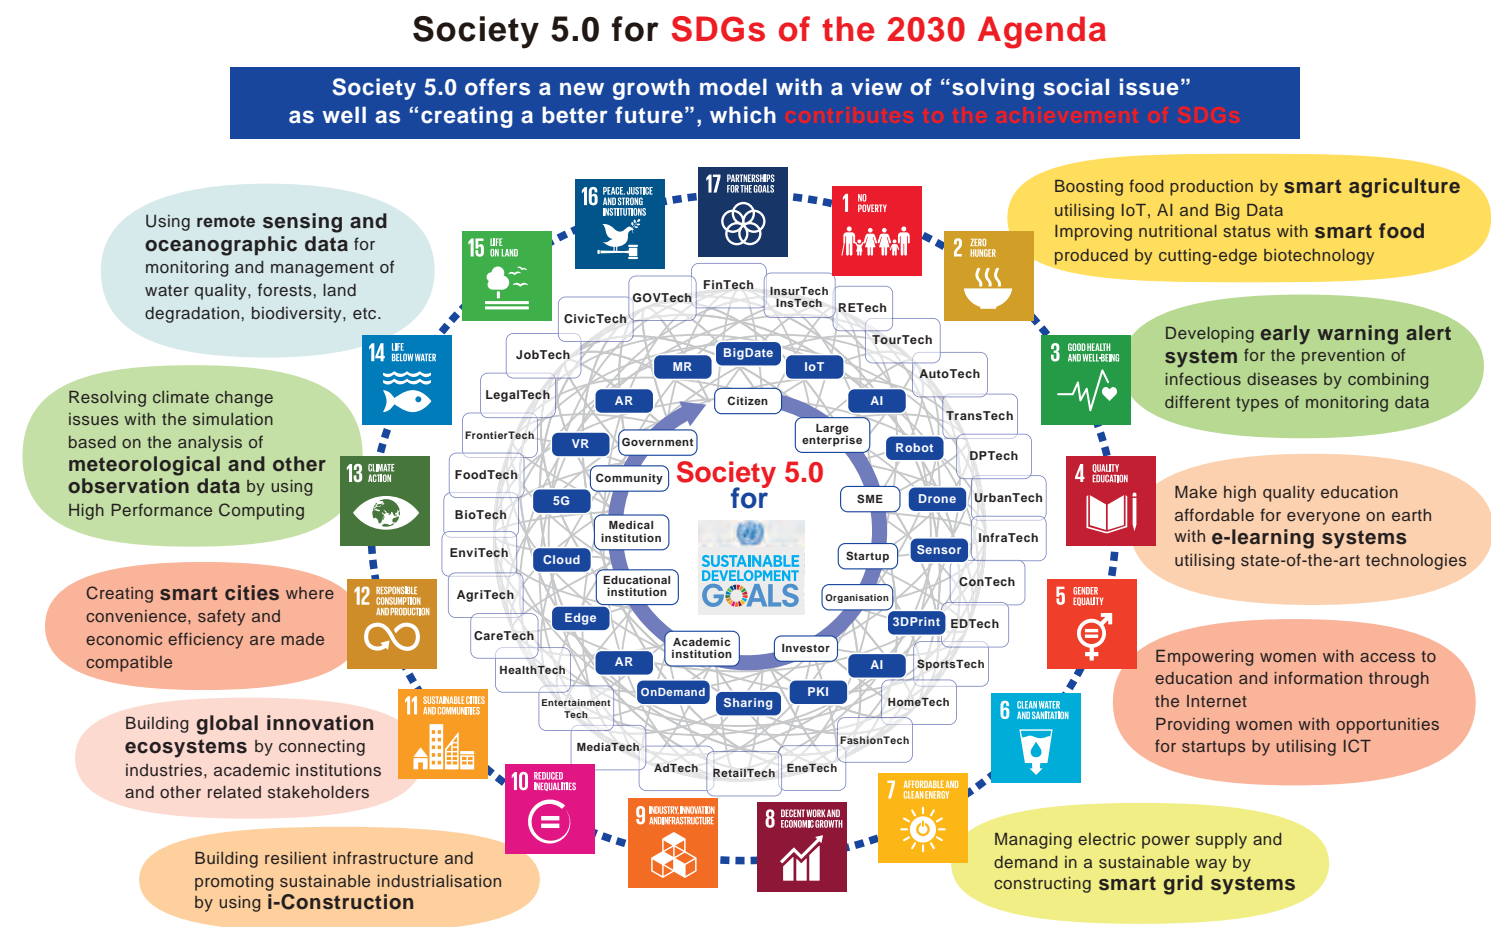 Society 5.0 for SDGs of the 2030 Agenda
Society 5.0 offers a new growth model with a view of “solving social issue”
as well as “creating a better future”, which contributes to the achievement of SDGs
Using remote sensing and
oceanographic data for
monitoring and management of
water quality, forests, land
degradation, biodiversity, etc.
Resolving climate change
issues with the simulation
based on the analysis of
meteorological and other
observation data by using
High Performance Computing
Creating smart cities where
convenience, safety and
economic efficiency are made
compatible
Building global innovation
ecosystems by connecting
industries, academic institutions
and other related stakeholders
Building resilient infrastructure and
promoting sustainable industrialisation
by using i-Construction
Boosting food production by smart agriculture
utilising IoT, AI and Big Data
Improving nutritional status with smart food
produced by cutting-edge biotechnology
Developing early warning alert
system for the prevention of
infectious diseases by combining
different types of monitoring data
Make high quality education
affordable for everyone on earth
with e-learning systems
utilising state-of-the-art technologies
Empowering women with access to
education and information through
the Internet
Providing women with opportunities
for startups by utilising ICT
Managing electric power supply and
demand in a sustainable way by
constructing smart grid systems
1 NO
POVERTY
2 ZERO
HUNGER
3 GOOD HEALTH
AND WELL-BEING
4 QUALITY
EDUCATION
5 GENDER
EQUALITY
6 CLEAN WATER
AND SANITATION
7 AFFORDABLE AND
CLEAN ENERGY
8 DECENT WORK AND
ECONOMIC GROWTH
9 INDUSTRY, INNOVATION
AND INFRASTRUCTURE
10 REDUCED
INEQUALITIES
11 SUSTAINABLE CITIES
AND COMMUNITIES
12 RESPONSIBLE
CONSUMPTION
AND PRODUCTION
13 CLIMATE
ACTION
14 LIFE
BELOW WATER
15 LIFE
ON LAND
16 PEACE, JUSTICE
AND STRONG
INSTITUTIONS
17 PARTNERSHIPS
FOR THE GOALS
FinTech
InsurTech
InsTech
RETech
TourTech
AutoTech
TransTech
DPTech
UrbanTech
InfraTech
ConTech
EDTech
SportsTech
HomeTech
FashionTech
EneTech
RetailTech
AdTech
MediaTech
Entertainment
Tech
HealthTech
CareTech
AgriTech
EnviTech
BioTech
FoodTech
FrontierTech
LegalTech
JobTech
CivicTech
GOVTech
BigDate
IoT
AI
Robot
Drone
Sensor
3DPrint
AI
PKI
Sharing
OnDemand
AR
Edge
Cloud
5G
VR
AR
MR
Citizen
Large
enterprise
SME
Startup
Organisation
Investor
Academic
institution
Educational
institution
Medical
institution
Community
Government
Society 5.0
for
SUSTAINABLE
DEVELOPMENT
GOALS